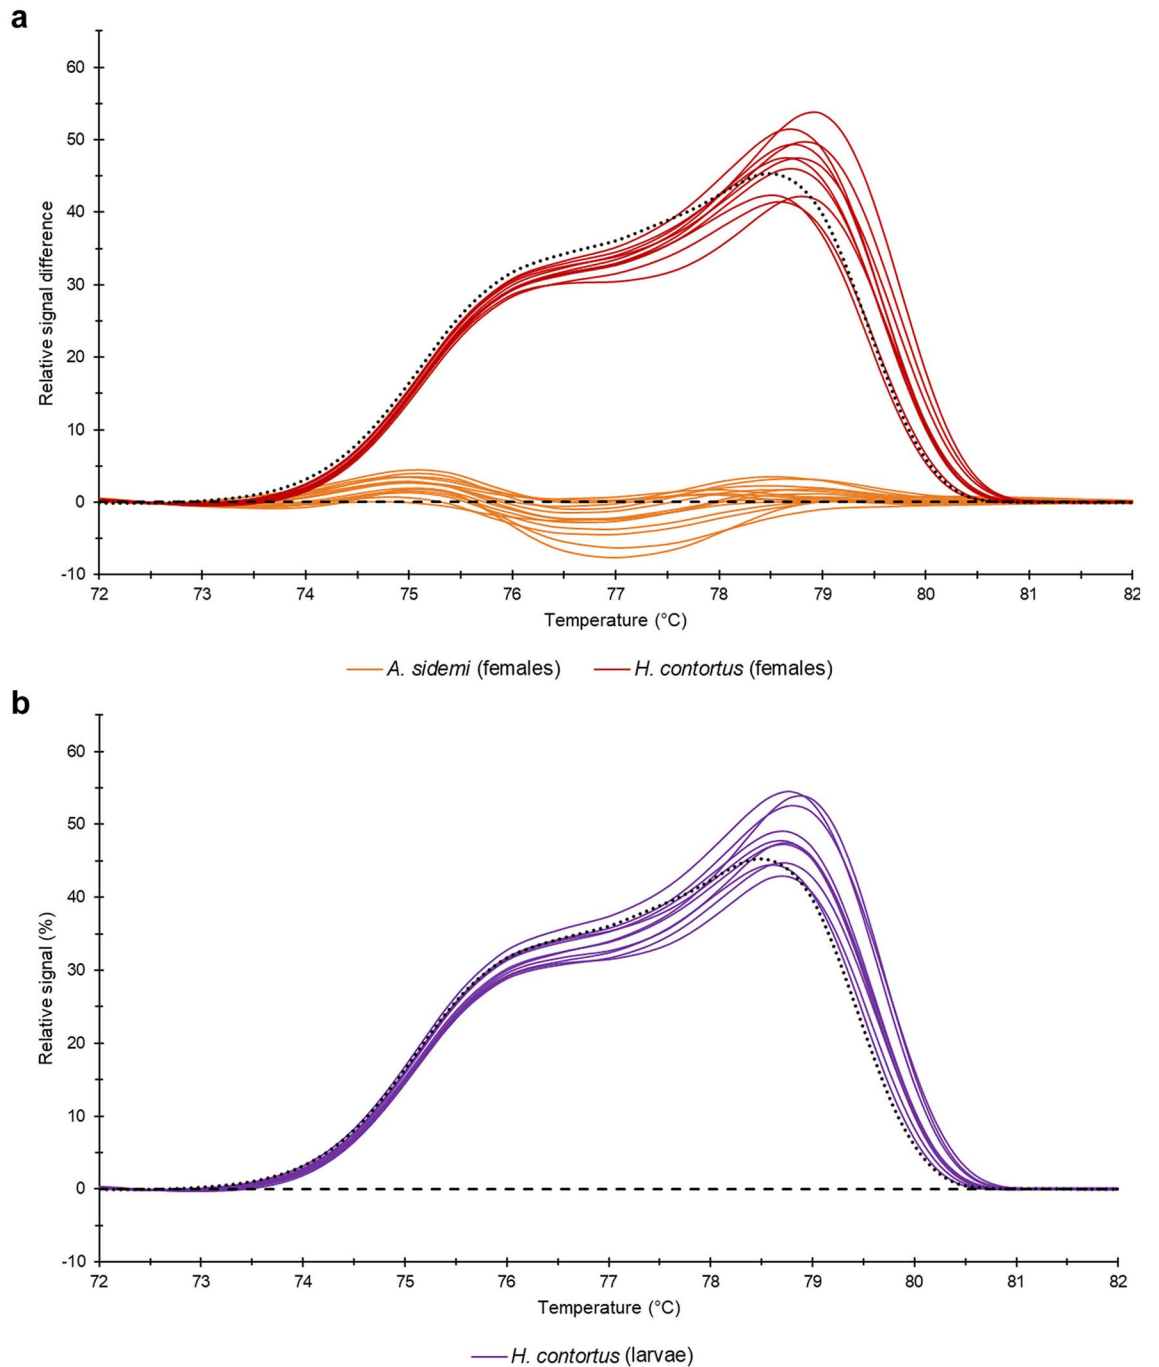 a
60
50
40
30
20
10
0
-10
Relative signal difference
72 73 74 75 76 77 78 79 80 81 82
Temperature (°C)
A. sidemi (females) H. contortus (females)
b
60
50
40
30
20
10
0
-10
Relative signal (%)
72 73 74 75 76 77 78 79 80 81 82
Temperature (°C)
H. contortus (larvae)